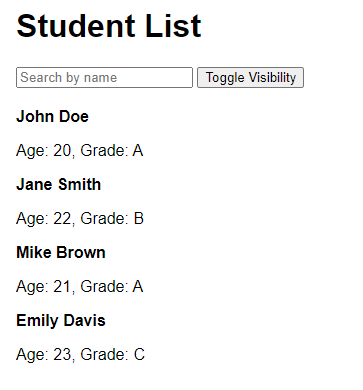 Student List
Search by name Toggle Visibility
John Doe
Age: 20, Grade: A
Jane Smith
Age: 22, Grade: B
Mike Brown
Age: 21, Grade: A
Emily Davis
Age: 23, Grade: C